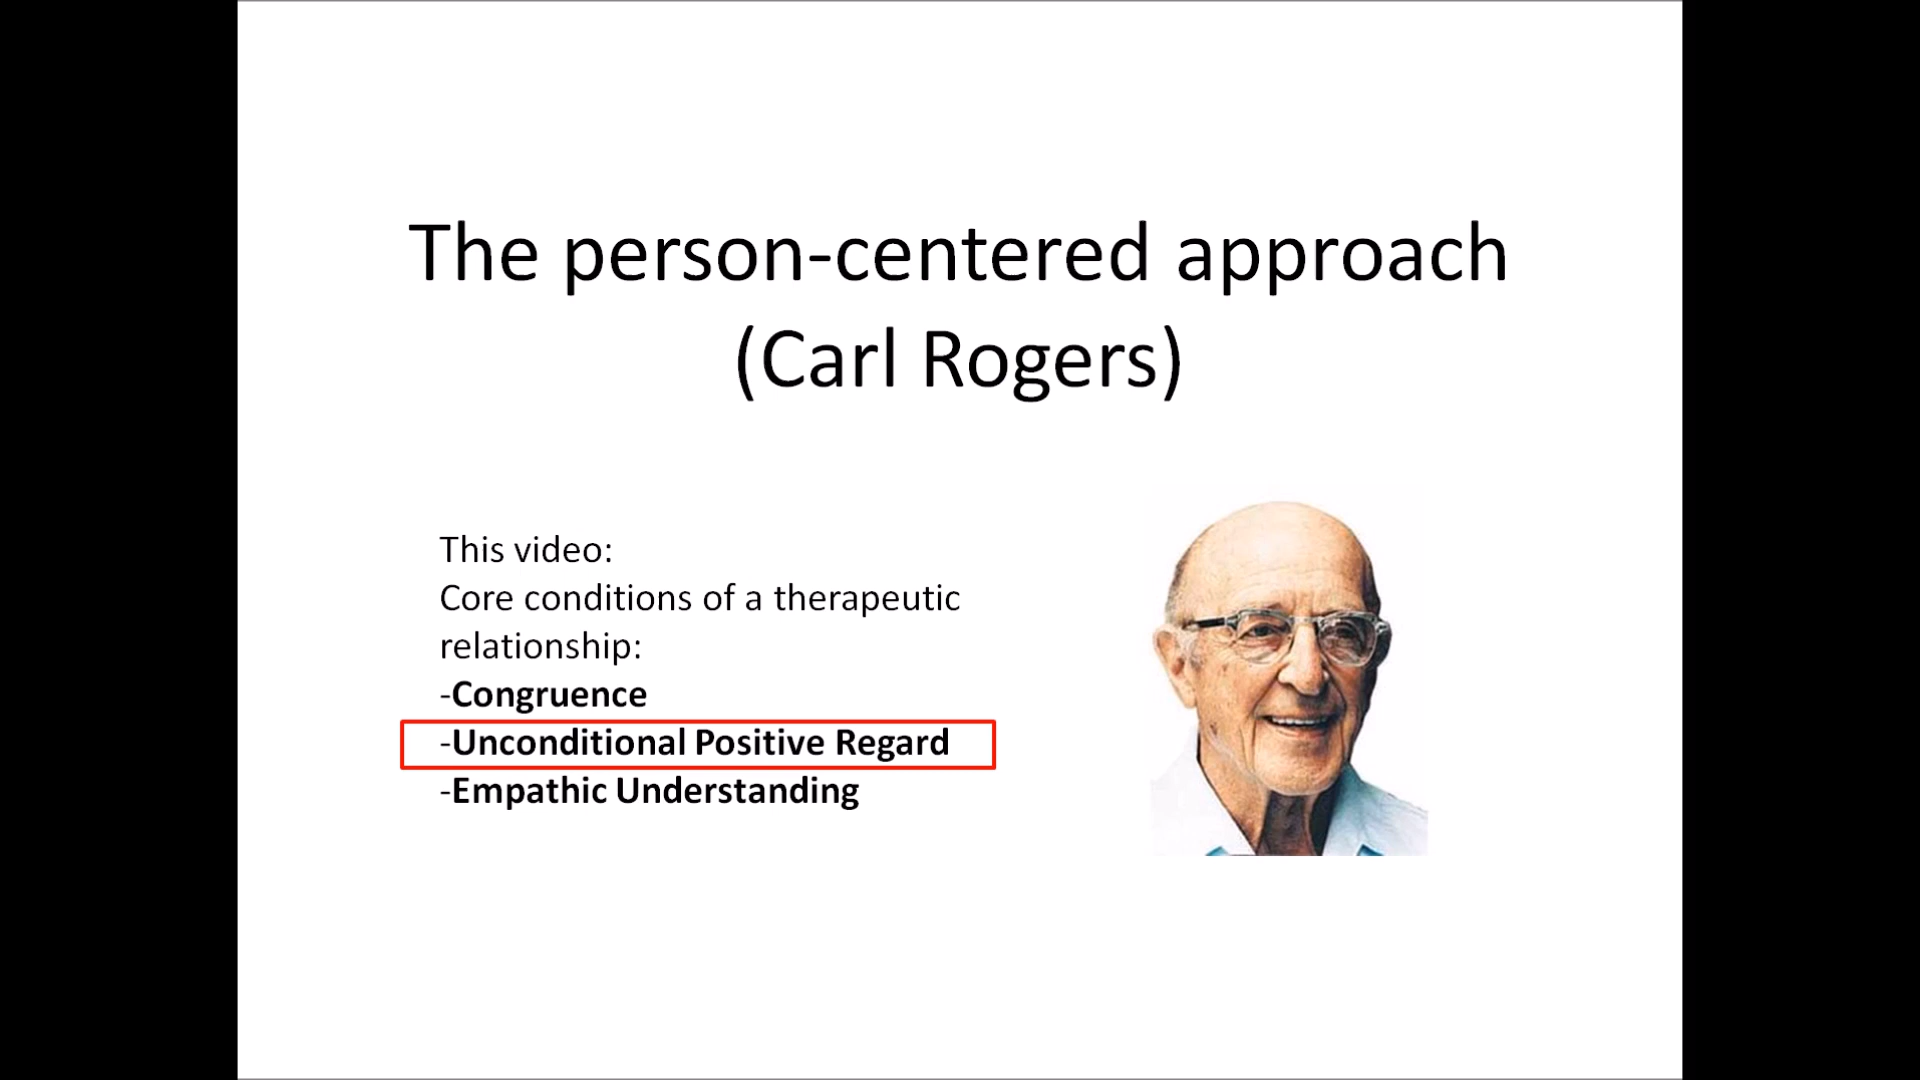 The person-centered approach
(Carl Rogers)
This video:
Core conditions of a therapeutic
relationship:
-Congruence
-Unconditional Positive Regard
-Empathic Understanding